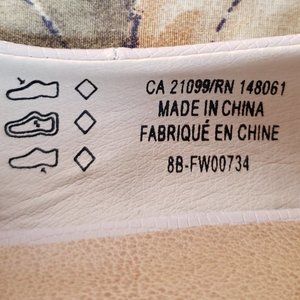 CA 21099/RN 148061
MADE IN CHINA
FABRIQUÉ EN CHINE
8B-FW00734